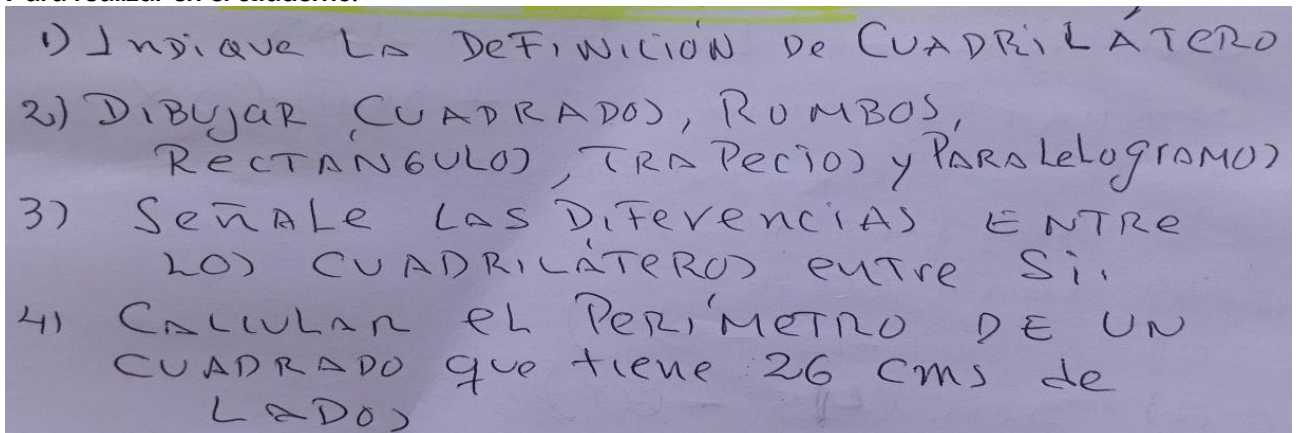 Para realizar en el cuaderno.
1) Indique La Definición De CUADRILÁTERO
2) DIBUJAR CUADRADOS, ROMBOS,
RECTÁNGULOS, TRAPECIOS y PARALELOGRAMOS
3) SEÑALE LAS DIFERENCIAS ENTRE
LOS CUADRILÁTEROS entre Si.
4) CALCULAR eL PERÍMETRO DE UN
CUADRADO que tiene 26 cms de
LADOS